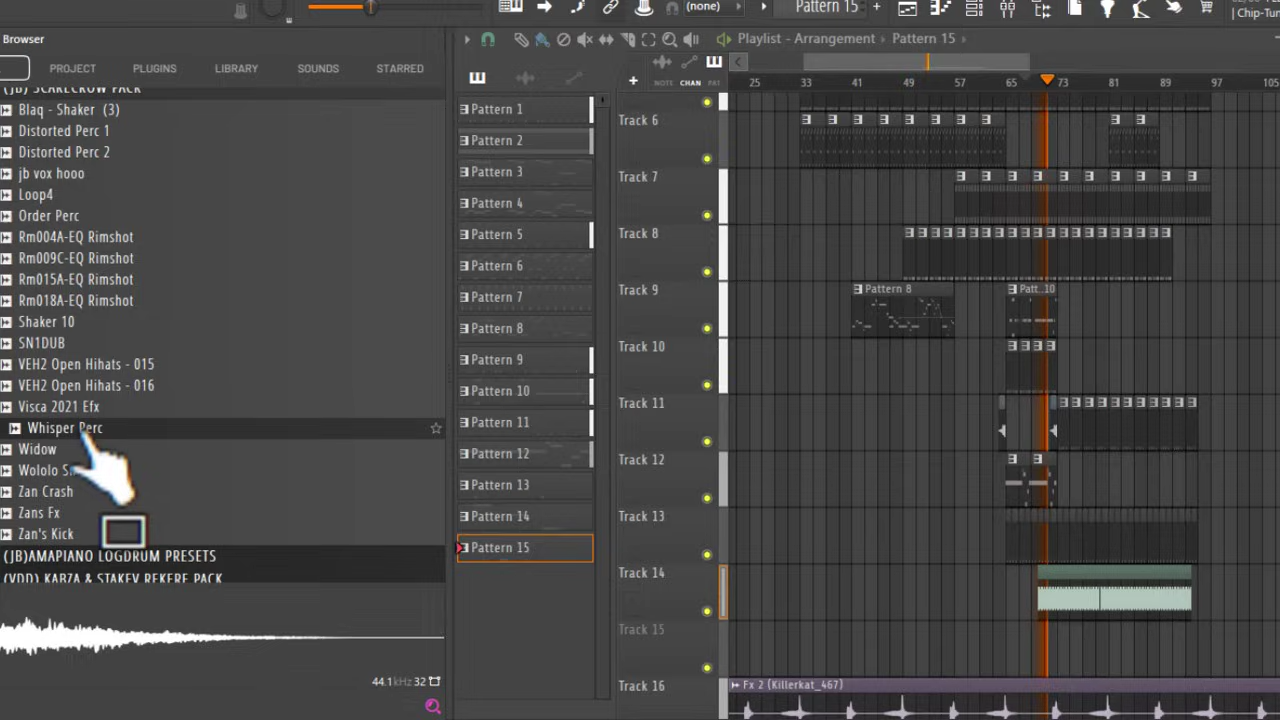 (none)
Pattern 15
Chip-Tun
Browser
PROJECT
PLUGINS
LIBRARY
SOUNDS
STARRED
(JB) SCARECROW PACK
Blaq - Shaker (3)
Distorted Perc 1
Distorted Perc 2
jb vox hooo
Loop4
Order Perc
Rm004A-EQ Rimshot
Rm009C-EQ Rimshot
Rm015A-EQ Rimshot
Rm018A-EQ Rimshot
Shaker 10
SN1DUB
VEH2 Open Hihats - 015
VEH2 Open Hihats - 016
Visca 2021 Efx
Whisper Perc
Widow
Wololo
Zan Crash
Zans Fx
Zan's Kick
(JB)AMAPIANO LOGDRUM PRESETS
(VDD) KABZA & STAKEV REKERE PACK
44.1kHz 32
Pattern 1
Pattern 2
Pattern 3
Pattern 4
Pattern 5
Pattern 6
Pattern 7
Pattern 8
Pattern 9
Pattern 10
Pattern 11
Pattern 12
Pattern 13
Pattern 14
Pattern 15
Playlist - Arrangement Pattern 15
NOTE CHAN PAT
25 33 41 49 57 65 73 81 89 97 105
Track 6
Track 7
Track 8
Track 9
Pattern 8
Patt..10
Track 10
Track 11
Track 12
Track 13
Track 14
Track 15
Track 16
Fx 2 (Killerkat_467)